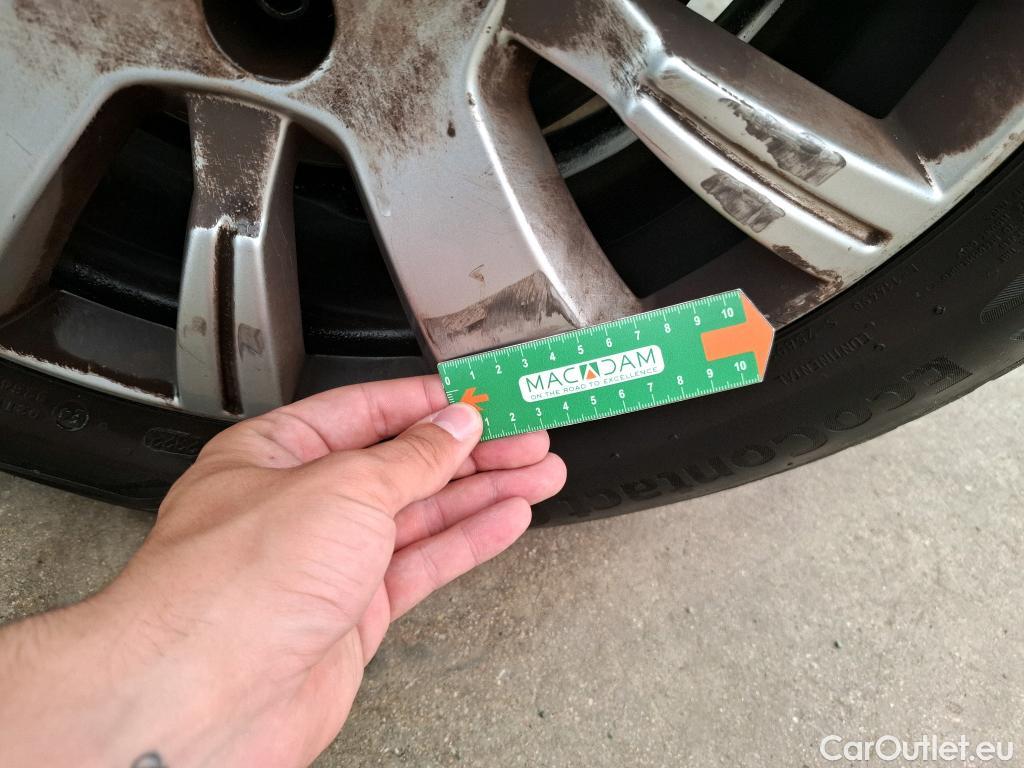 CONTINENTAL
EcoContact
0 1 2 3 4 5 6 7 8 9 10
MACADAM
ON THE ROAD TO EXCELLENCE
1 2 3 4 5 6 7 8 9 10
CarOutlet.eu